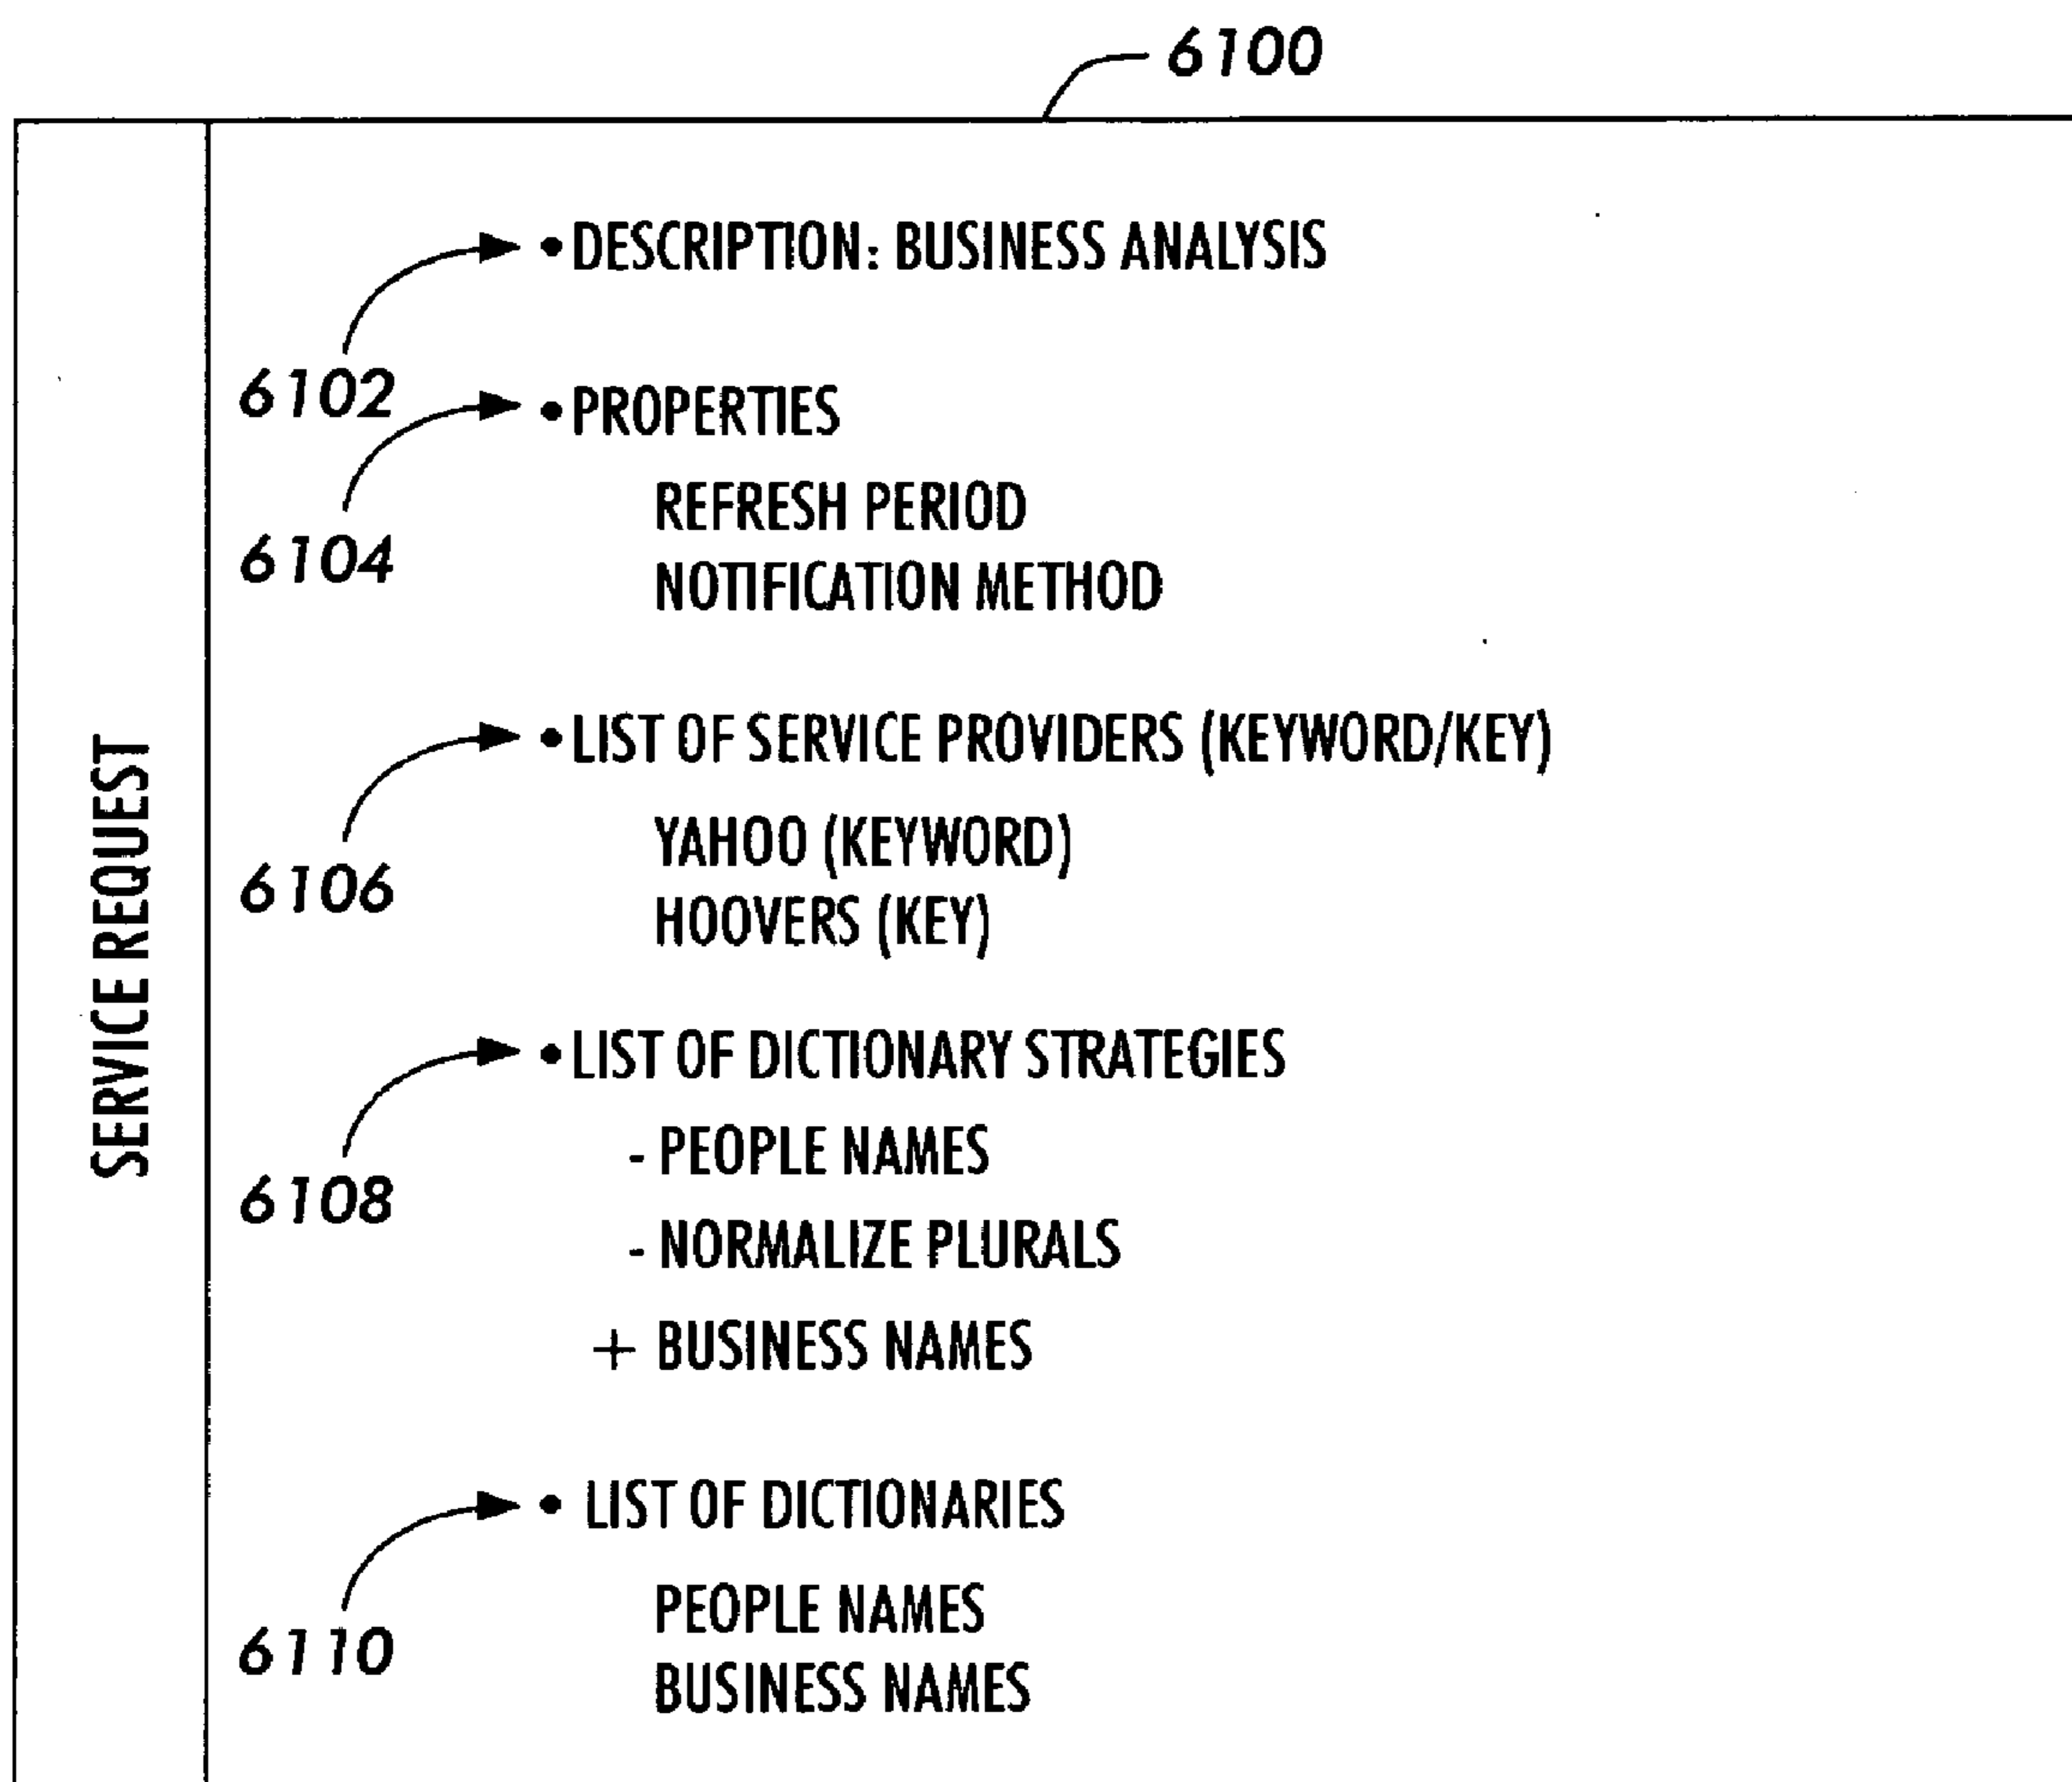 6100
SERVICE REQUEST
• DESCRIPTION: BUSINESS ANALYSIS
6102
• PROPERTIES
REFRESH PERIOD
6104
NOTIFICATION METHOD
• LIST OF SERVICE PROVIDERS (KEYWORD/KEY)
YAHOO (KEYWORD)
6106
HOOVERS (KEY)
• LIST OF DICTIONARY STRATEGIES
- PEOPLE NAMES
6108
- NORMALIZE PLURALS
+ BUSINESS NAMES
• LIST OF DICTIONARIES
PEOPLE NAMES
6110
BUSINESS NAMES